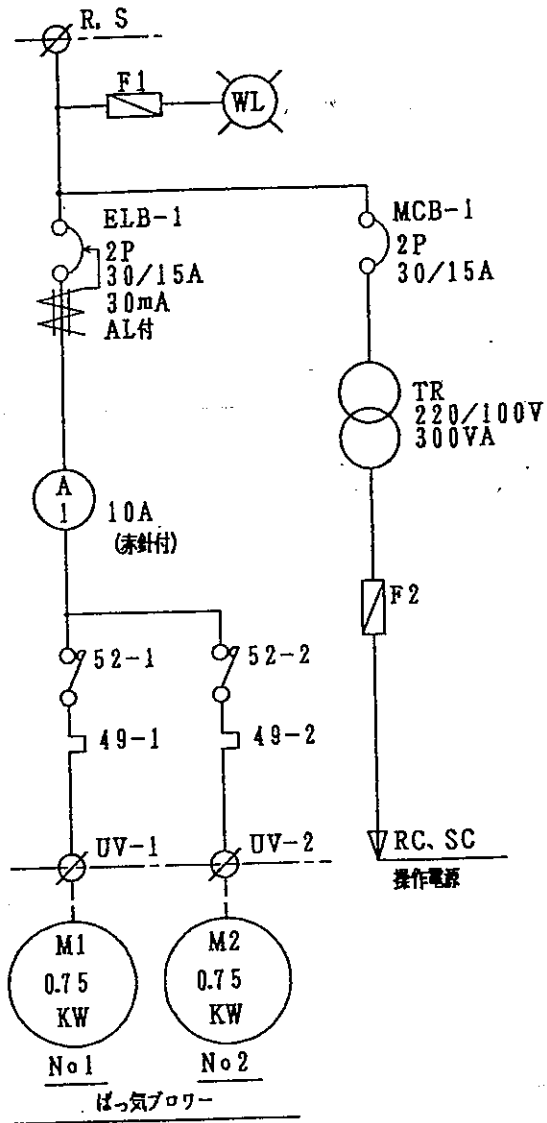 R. S
F1
WL
ELB-1
2P
30/15A
30mA
AL付
MCB-1
2P
30/15A
TR
220/100V
300VA
A
1
10A
(赤針付)
F2
52-1
52-2
49-1
49-2
UV-1
UV-2
RC、SC
操作電源
M1
0.75
KW
M2
0.75
KW
No1
No2
ばっ気ブロワー